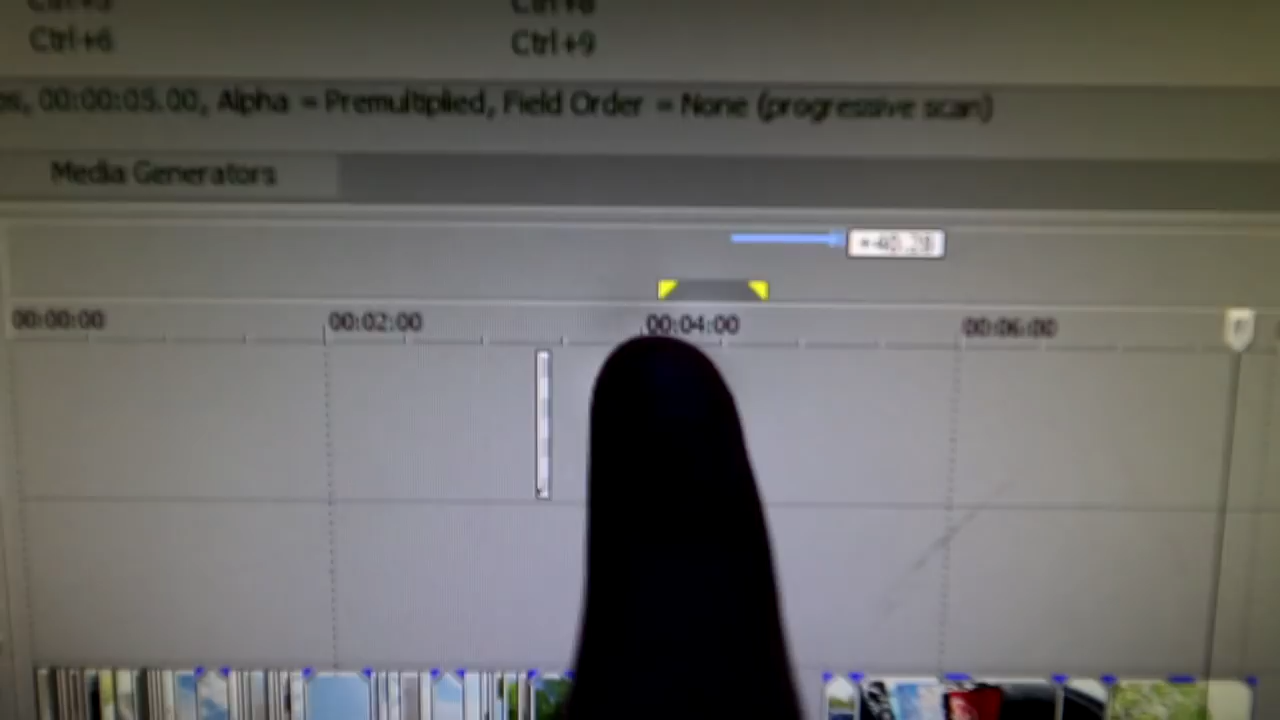 Ctrl+6 Ctrl+9
00:00:05.00, Alpha = Premultiplied, Field Order = None (progressive scan)
Media Generators
00:00:00 00:02:00 00:04:00 00:06:00